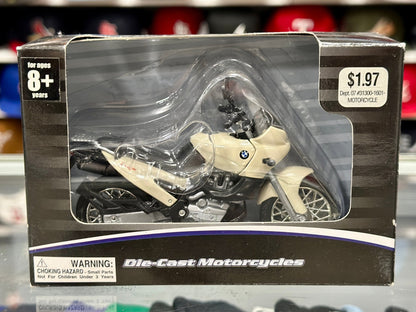 for ages
8+
years
$1.97
Dept. 07 #31300-1601-
MOTORCYCLE
BMW
WARNING:
CHOKING HAZARD - Small Parts
Not For Children Under 3 Years
Die-Cast Motorcycles